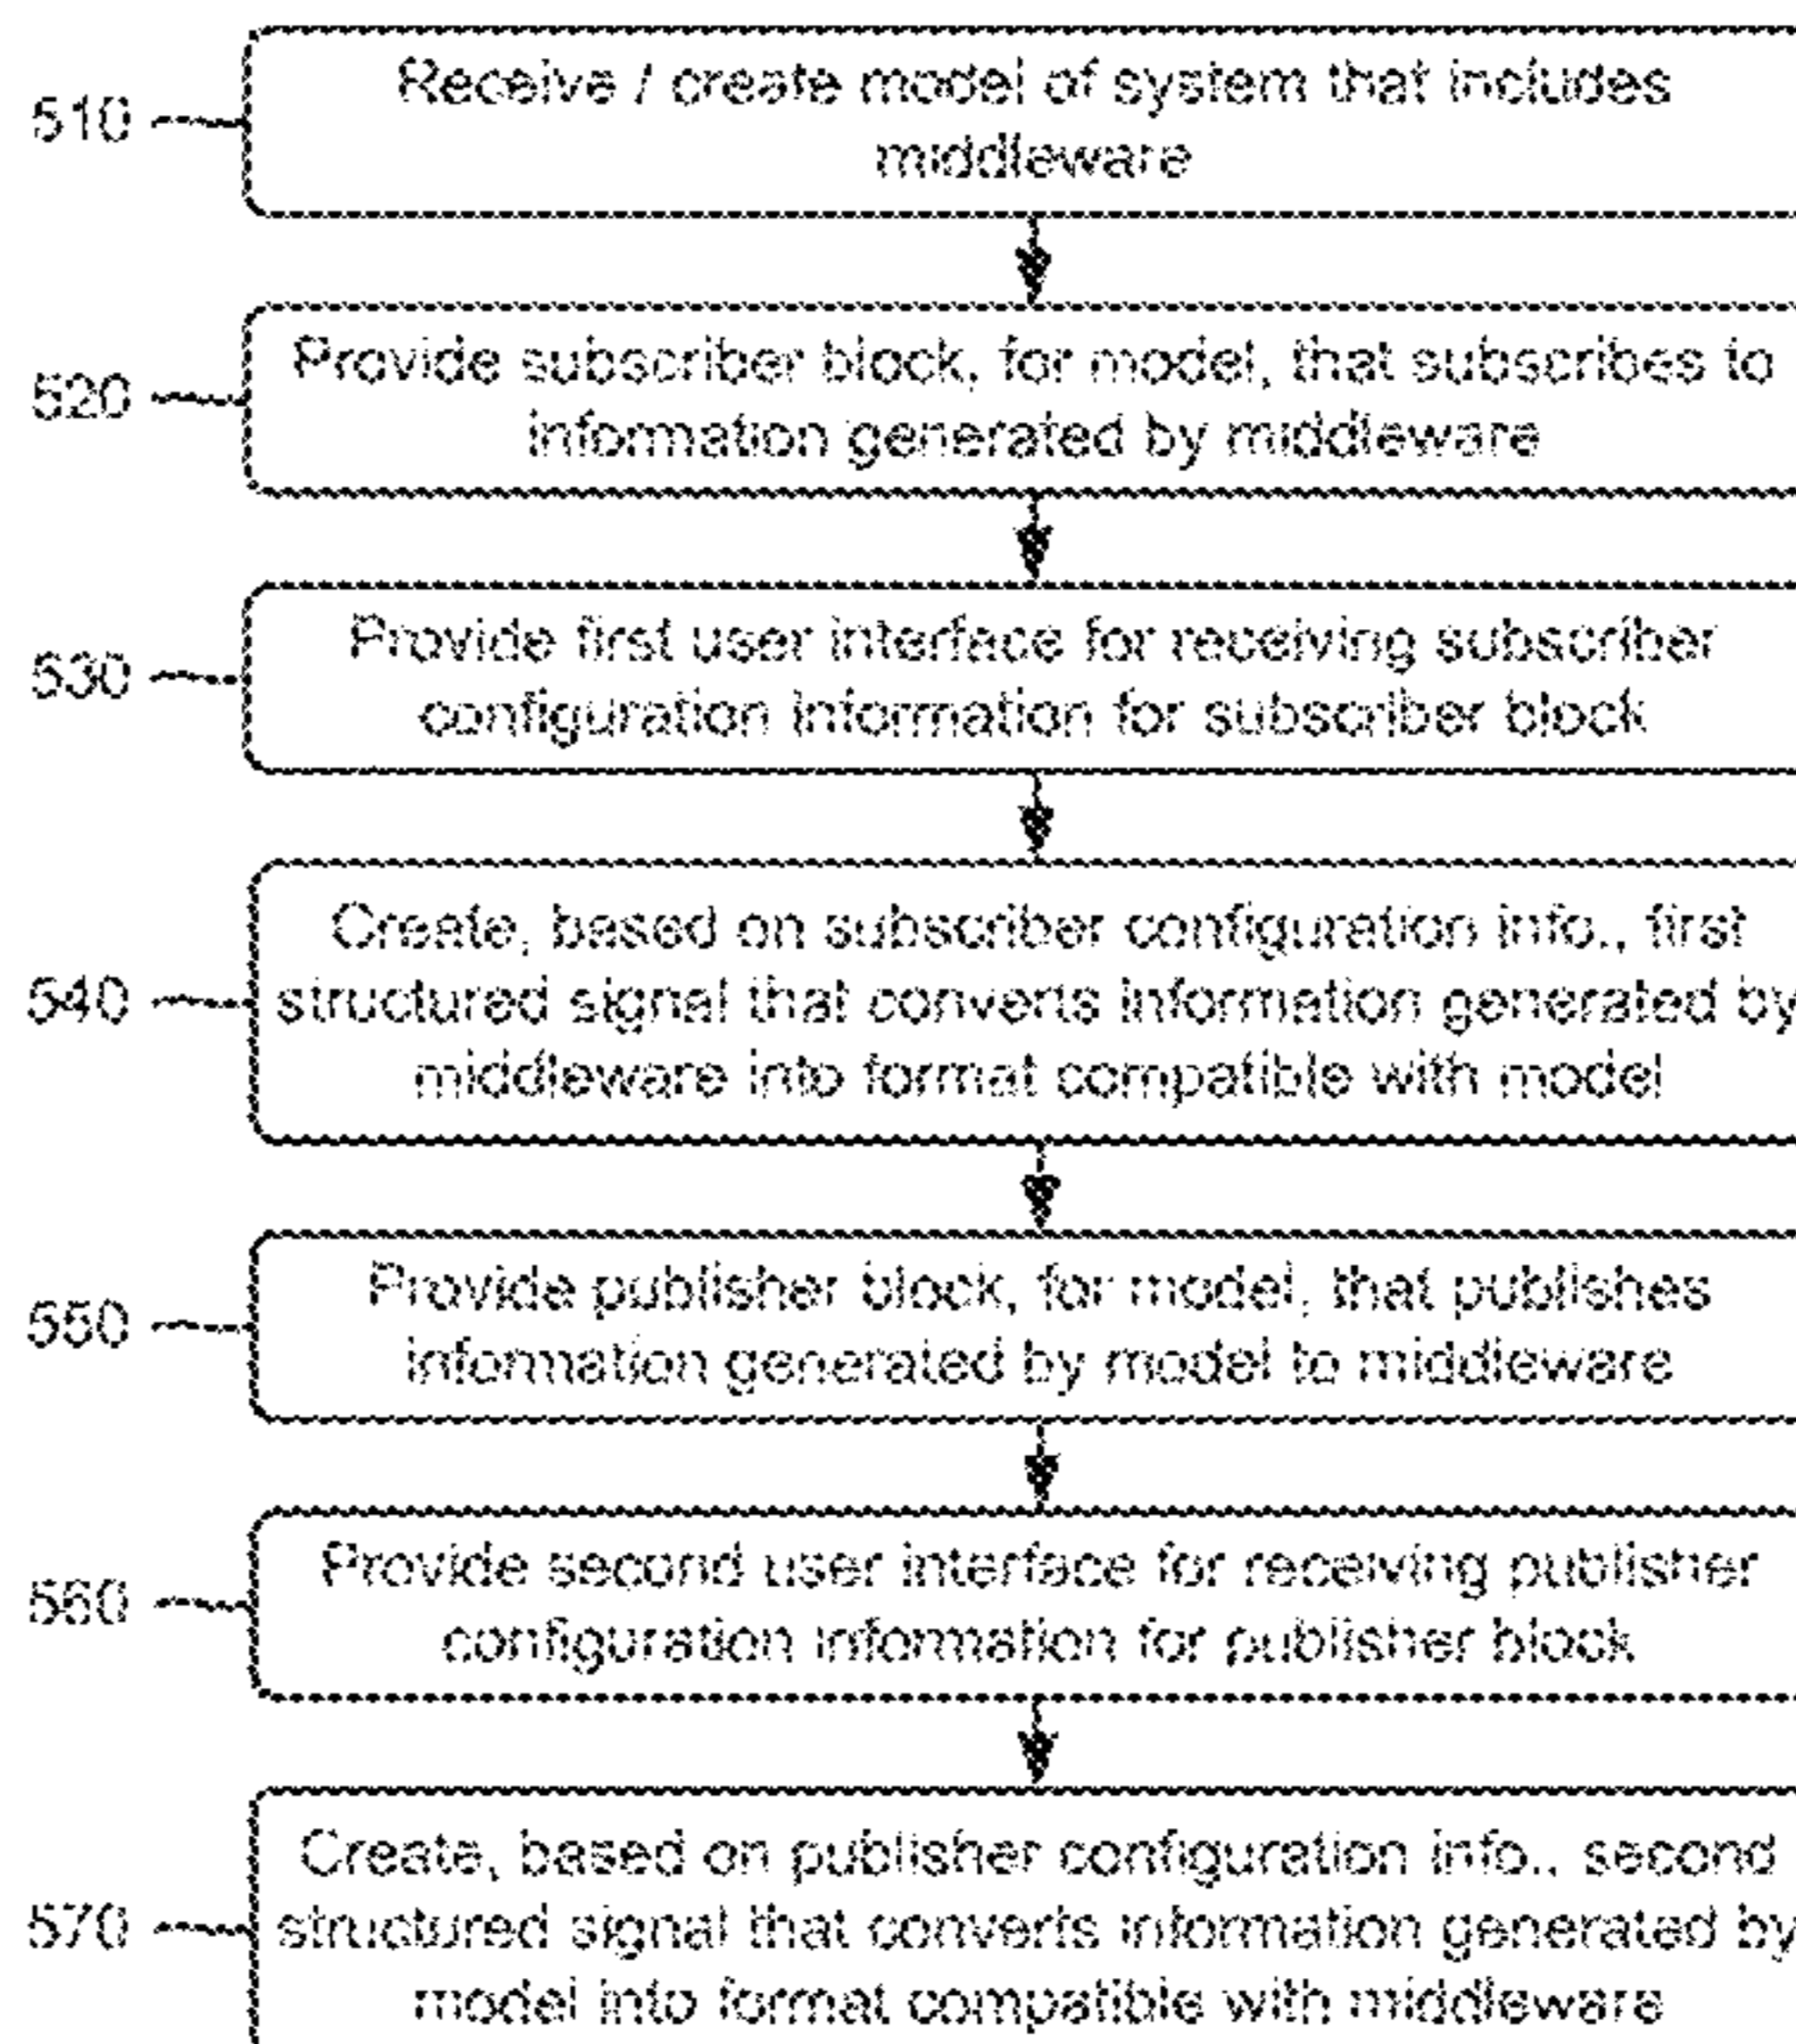 510
Receive / create model of system that includes
middleware
520
Provide subscriber block, for model, that subscribes to
information generated by middleware
530
Provide first user interface for receiving subscriber
configuration information for subscriber block
540
Create, based on subscriber configuration info., first
structured signal that converts information generated by
middleware into format compatible with model
550
Provide publisher block, for model, that publishes
information generated by model to middleware
560
Provide second user interface for receiving publisher
configuration information for publisher block
570
Create, based on publisher configuration info., second
structured signal that converts information generated by
model into format compatible with middleware